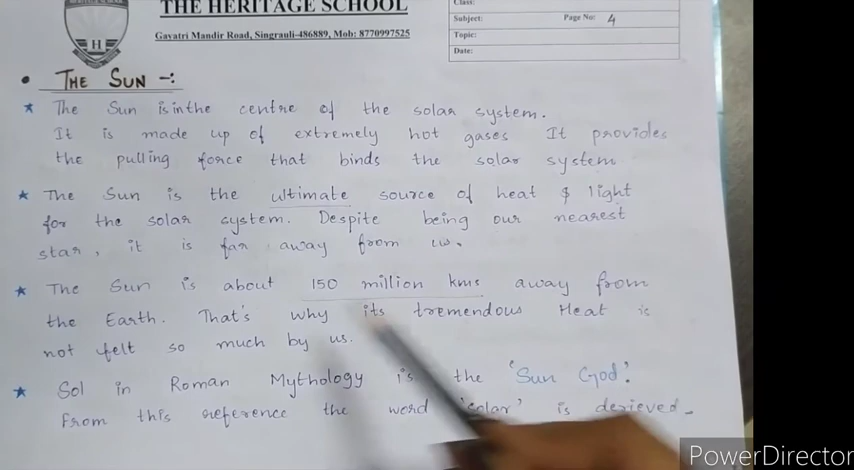 THE HERITAGE SCHOOL
Gayatri Mandir Road, Singrauli-486889, Mob: 8770997525
H
Class:
Subject:
Page No: 4
Topic:
Date:
• THE SUN -:
★ The Sun is in the centre of the solar system.
It is made up of extremely hot gases It provides
the pulling force that binds the solar system
★ The Sun is the ultimate source of heat & light
for the solar system. Despite being our nearest
star, it is far away from us.
★ The Sun is about 150 million kms away from
the Earth. That's why its tremendous Heat is
not felt so much by us.
★ Sol in Roman Mythology is the 'Sun God'.
From this reference the word 'solar' is derieved.
PowerDirector